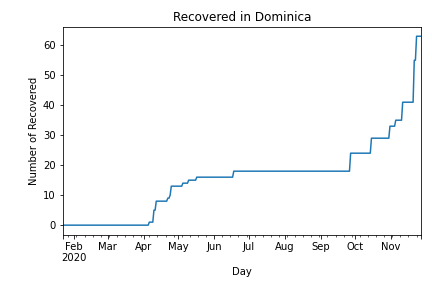 Recovered in Dominica
Number of Recovered
60
50
40
30
20
10
0
Feb Mar Apr May Jun Jul Aug Sep Oct Nov
2020
Day